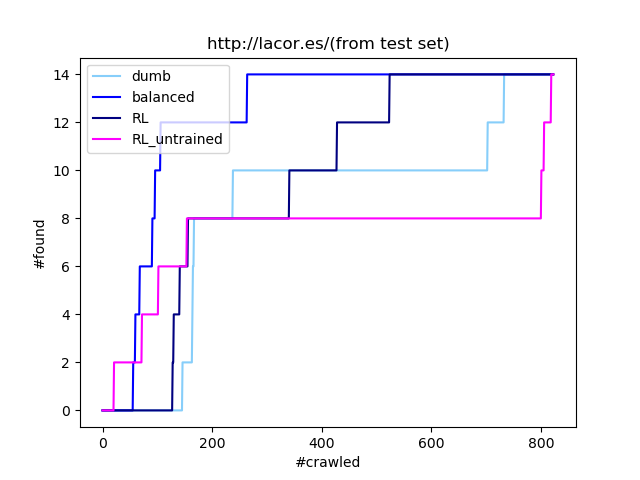 http://lacor.es/(from test set)
dumb
balanced
RL
RL_untrained
#found
14
12
10
8
6
4
2
0
0 200 400 600 800
#crawled